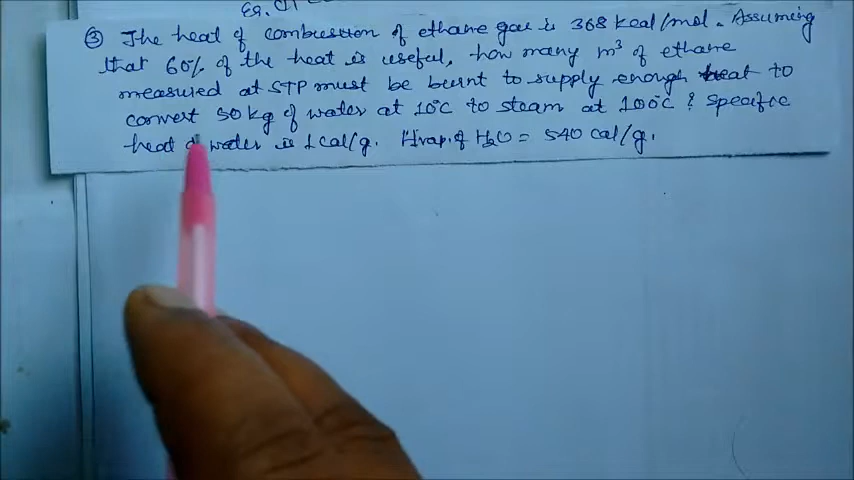 ③ The heat of combustion of ethane gas is 368 kcal/mol. Assuming
that 60% of the heat is useful, how many m³ of ethane
measured at STP must be burnt to supply enough heat to
convert 50 kg of water at 10°C to steam at 100°C ? Specific
heat of water is 1 cal/g. Hvap. of H₂O = 540 cal/g.